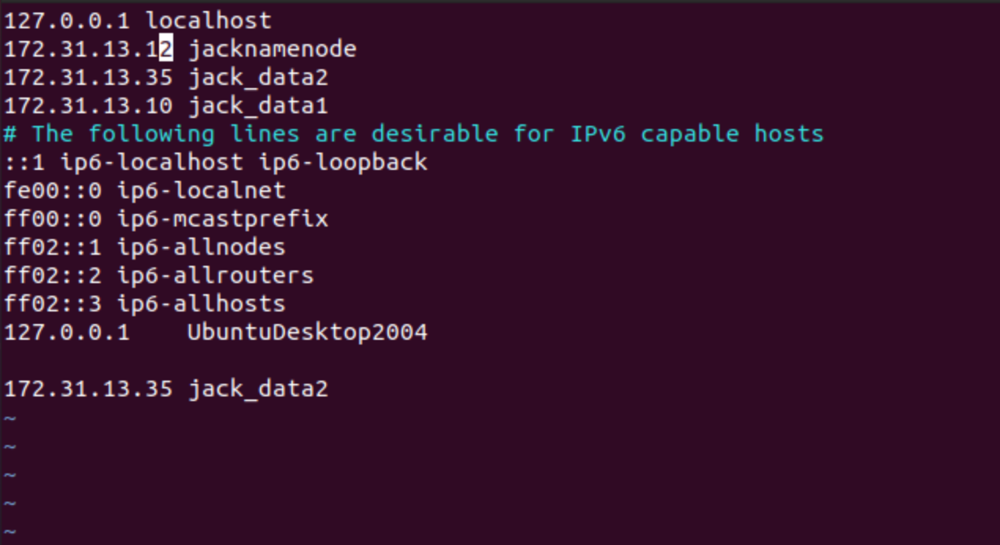 127.0.0.1 localhost
172.31.13.12 jacknamenode
172.31.13.35 jack_data2
172.31.13.10 jack_data1
# The following lines are desirable for IPv6 capable hosts
::1 ip6-localhost ip6-loopback
fe00::0 ip6-localnet
ff00::0 ip6-mcastprefix
ff02::1 ip6-allnodes
ff02::2 ip6-allrouters
ff02::3 ip6-allhosts
127.0.0.1    UbuntuDesktop2004

172.31.13.35 jack_data2
~
~
~
~
~